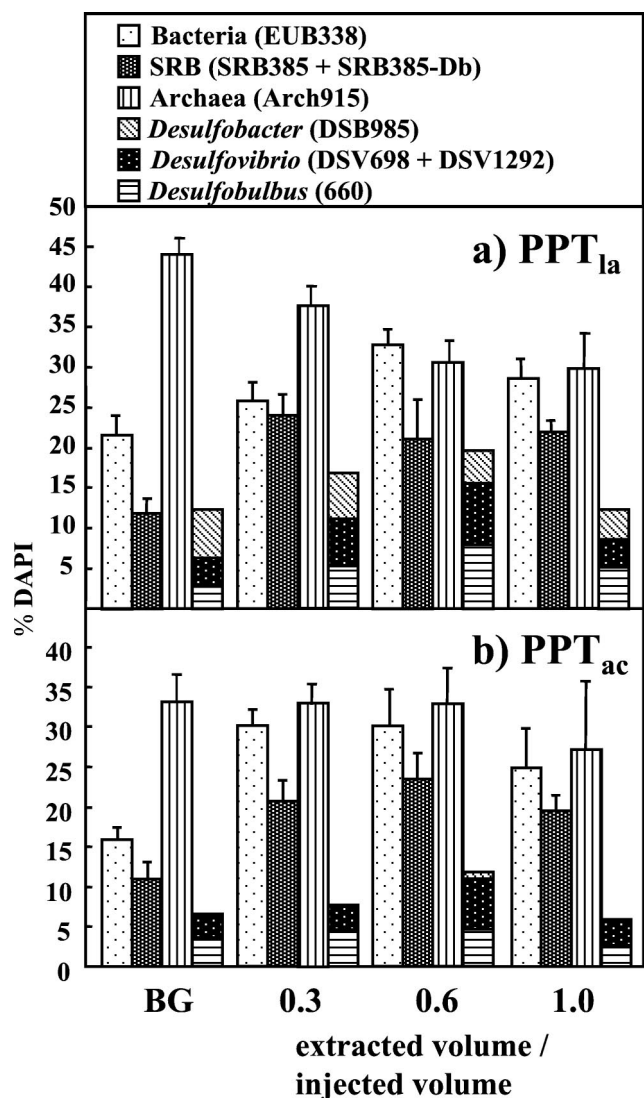 Bacteria (EUB338)
SRB (SRB385 + SRB385-Db)
Archaea (Arch915)
Desulfobacter (DSB985)
Desulfovibrio (DSV698 + DSV1292)
Desulfobulbus (660)
50
a) PPTla
45
40
35
30
25
20
15
10
5
% DAPI
b) PPTac
40
35
30
25
20
15
10
5
0
BG 0.3 0.6 1.0
extracted volume /
injected volume